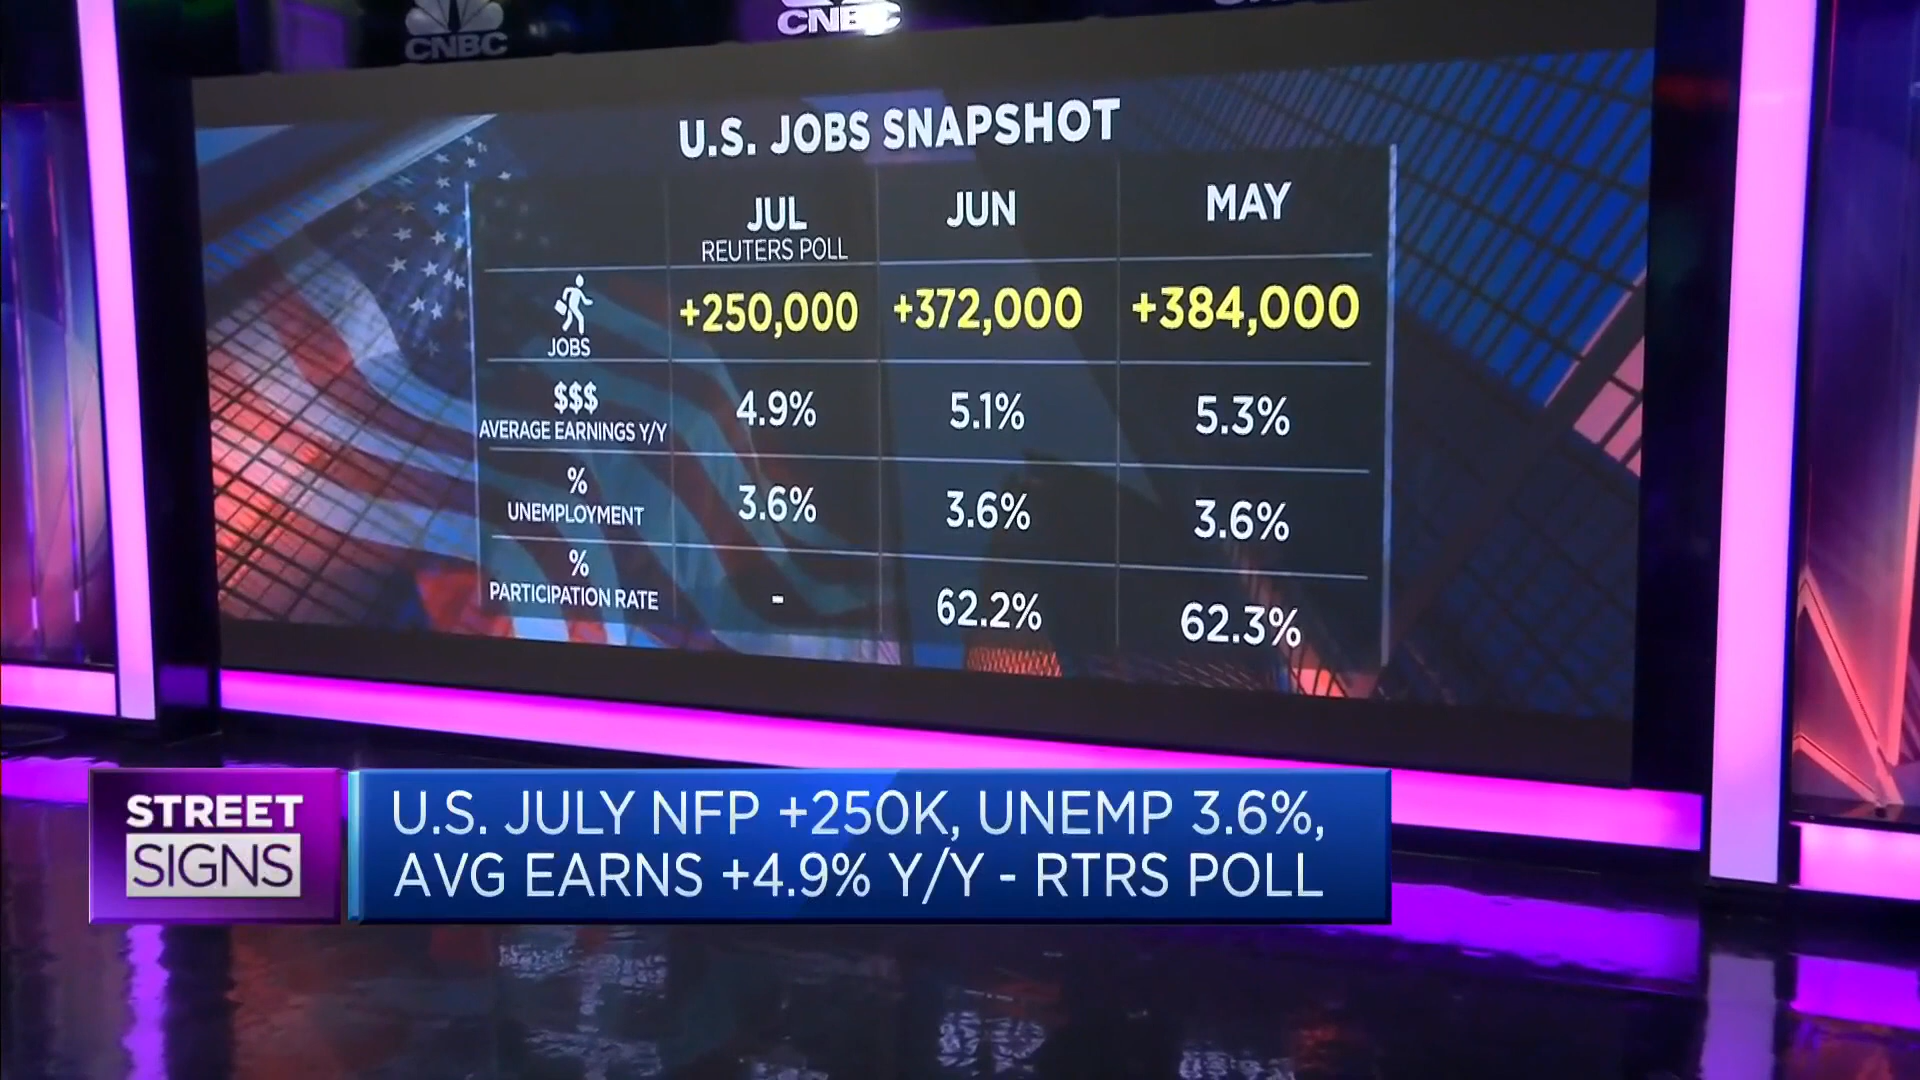 CNBC
CNBC
U.S. JOBS SNAPSHOT
JUL
REUTERS POLL
JUN
MAY
JOBS
+250,000
+372,000
+384,000
$$$
AVERAGE EARNINGS Y/Y
4.9%
5.1%
5.3%
%
UNEMPLOYMENT
3.6%
3.6%
3.6%
%
PARTICIPATION RATE
-
62.2%
62.3%
STREET
SIGNS
U.S. JULY NFP +250K, UNEMP 3.6%,
AVG EARNS +4.9% Y/Y - RTRS POLL